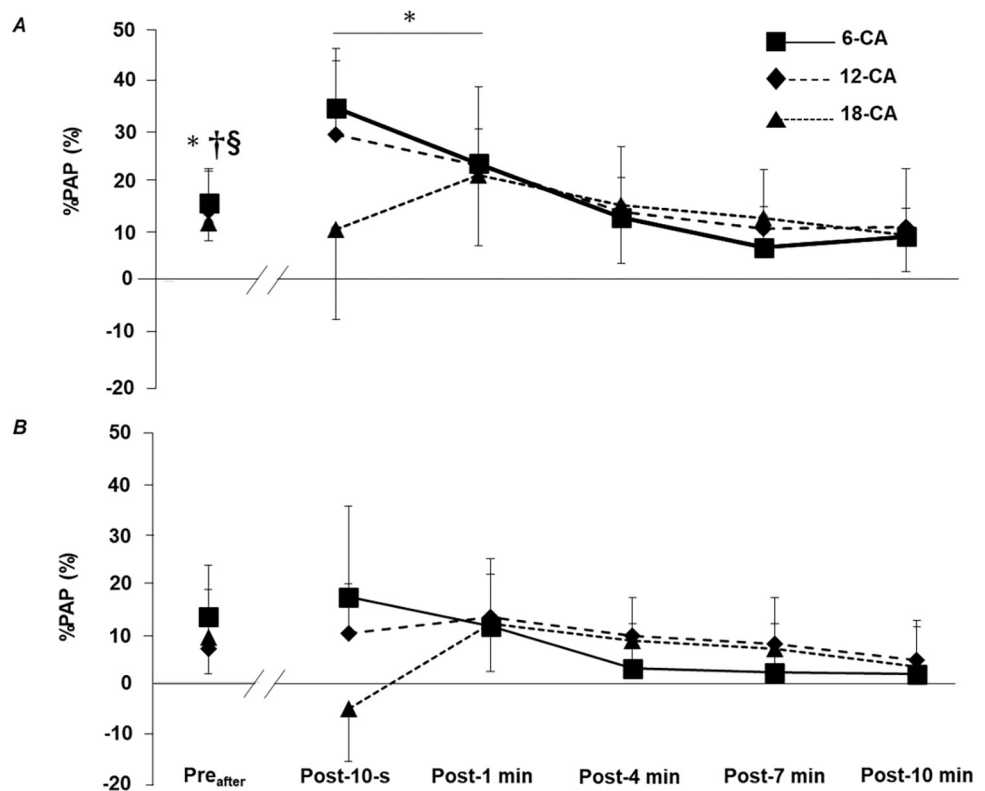 A
50
40
30
20
10
0
-10
-20
%PAP (%)
* †§
*
6-CA
12-CA
18-CA
B
50
40
30
20
10
0
-10
-20
%PAP (%)
Preafter
Post-10-s
Post-1 min
Post-4 min
Post-7 min
Post-10 min